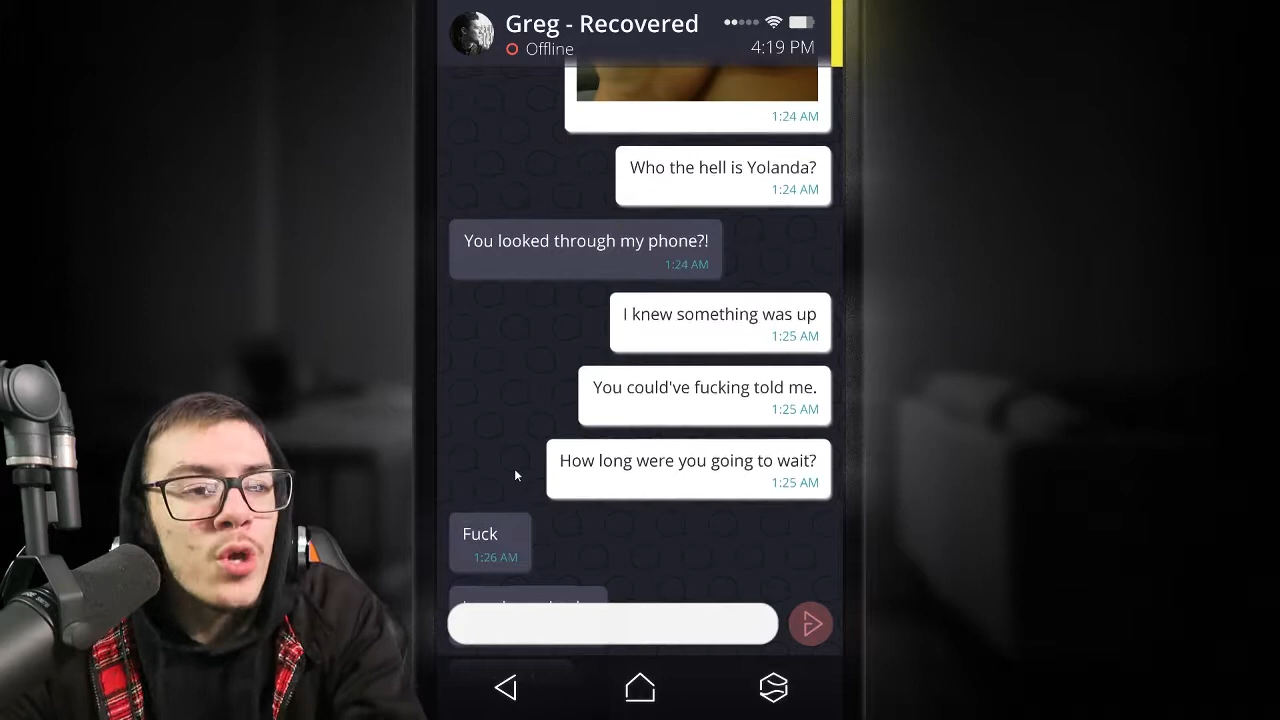 Greg - Recovered
Offline
4:19 PM
1:24 AM
Who the hell is Yolanda?
1:24 AM
You looked through my phone?!
1:24 AM
I knew something was up
1:25 AM
You could've fucking told me.
1:25 AM
How long were you going to wait?
1:25 AM
Fuck
1:26 AM